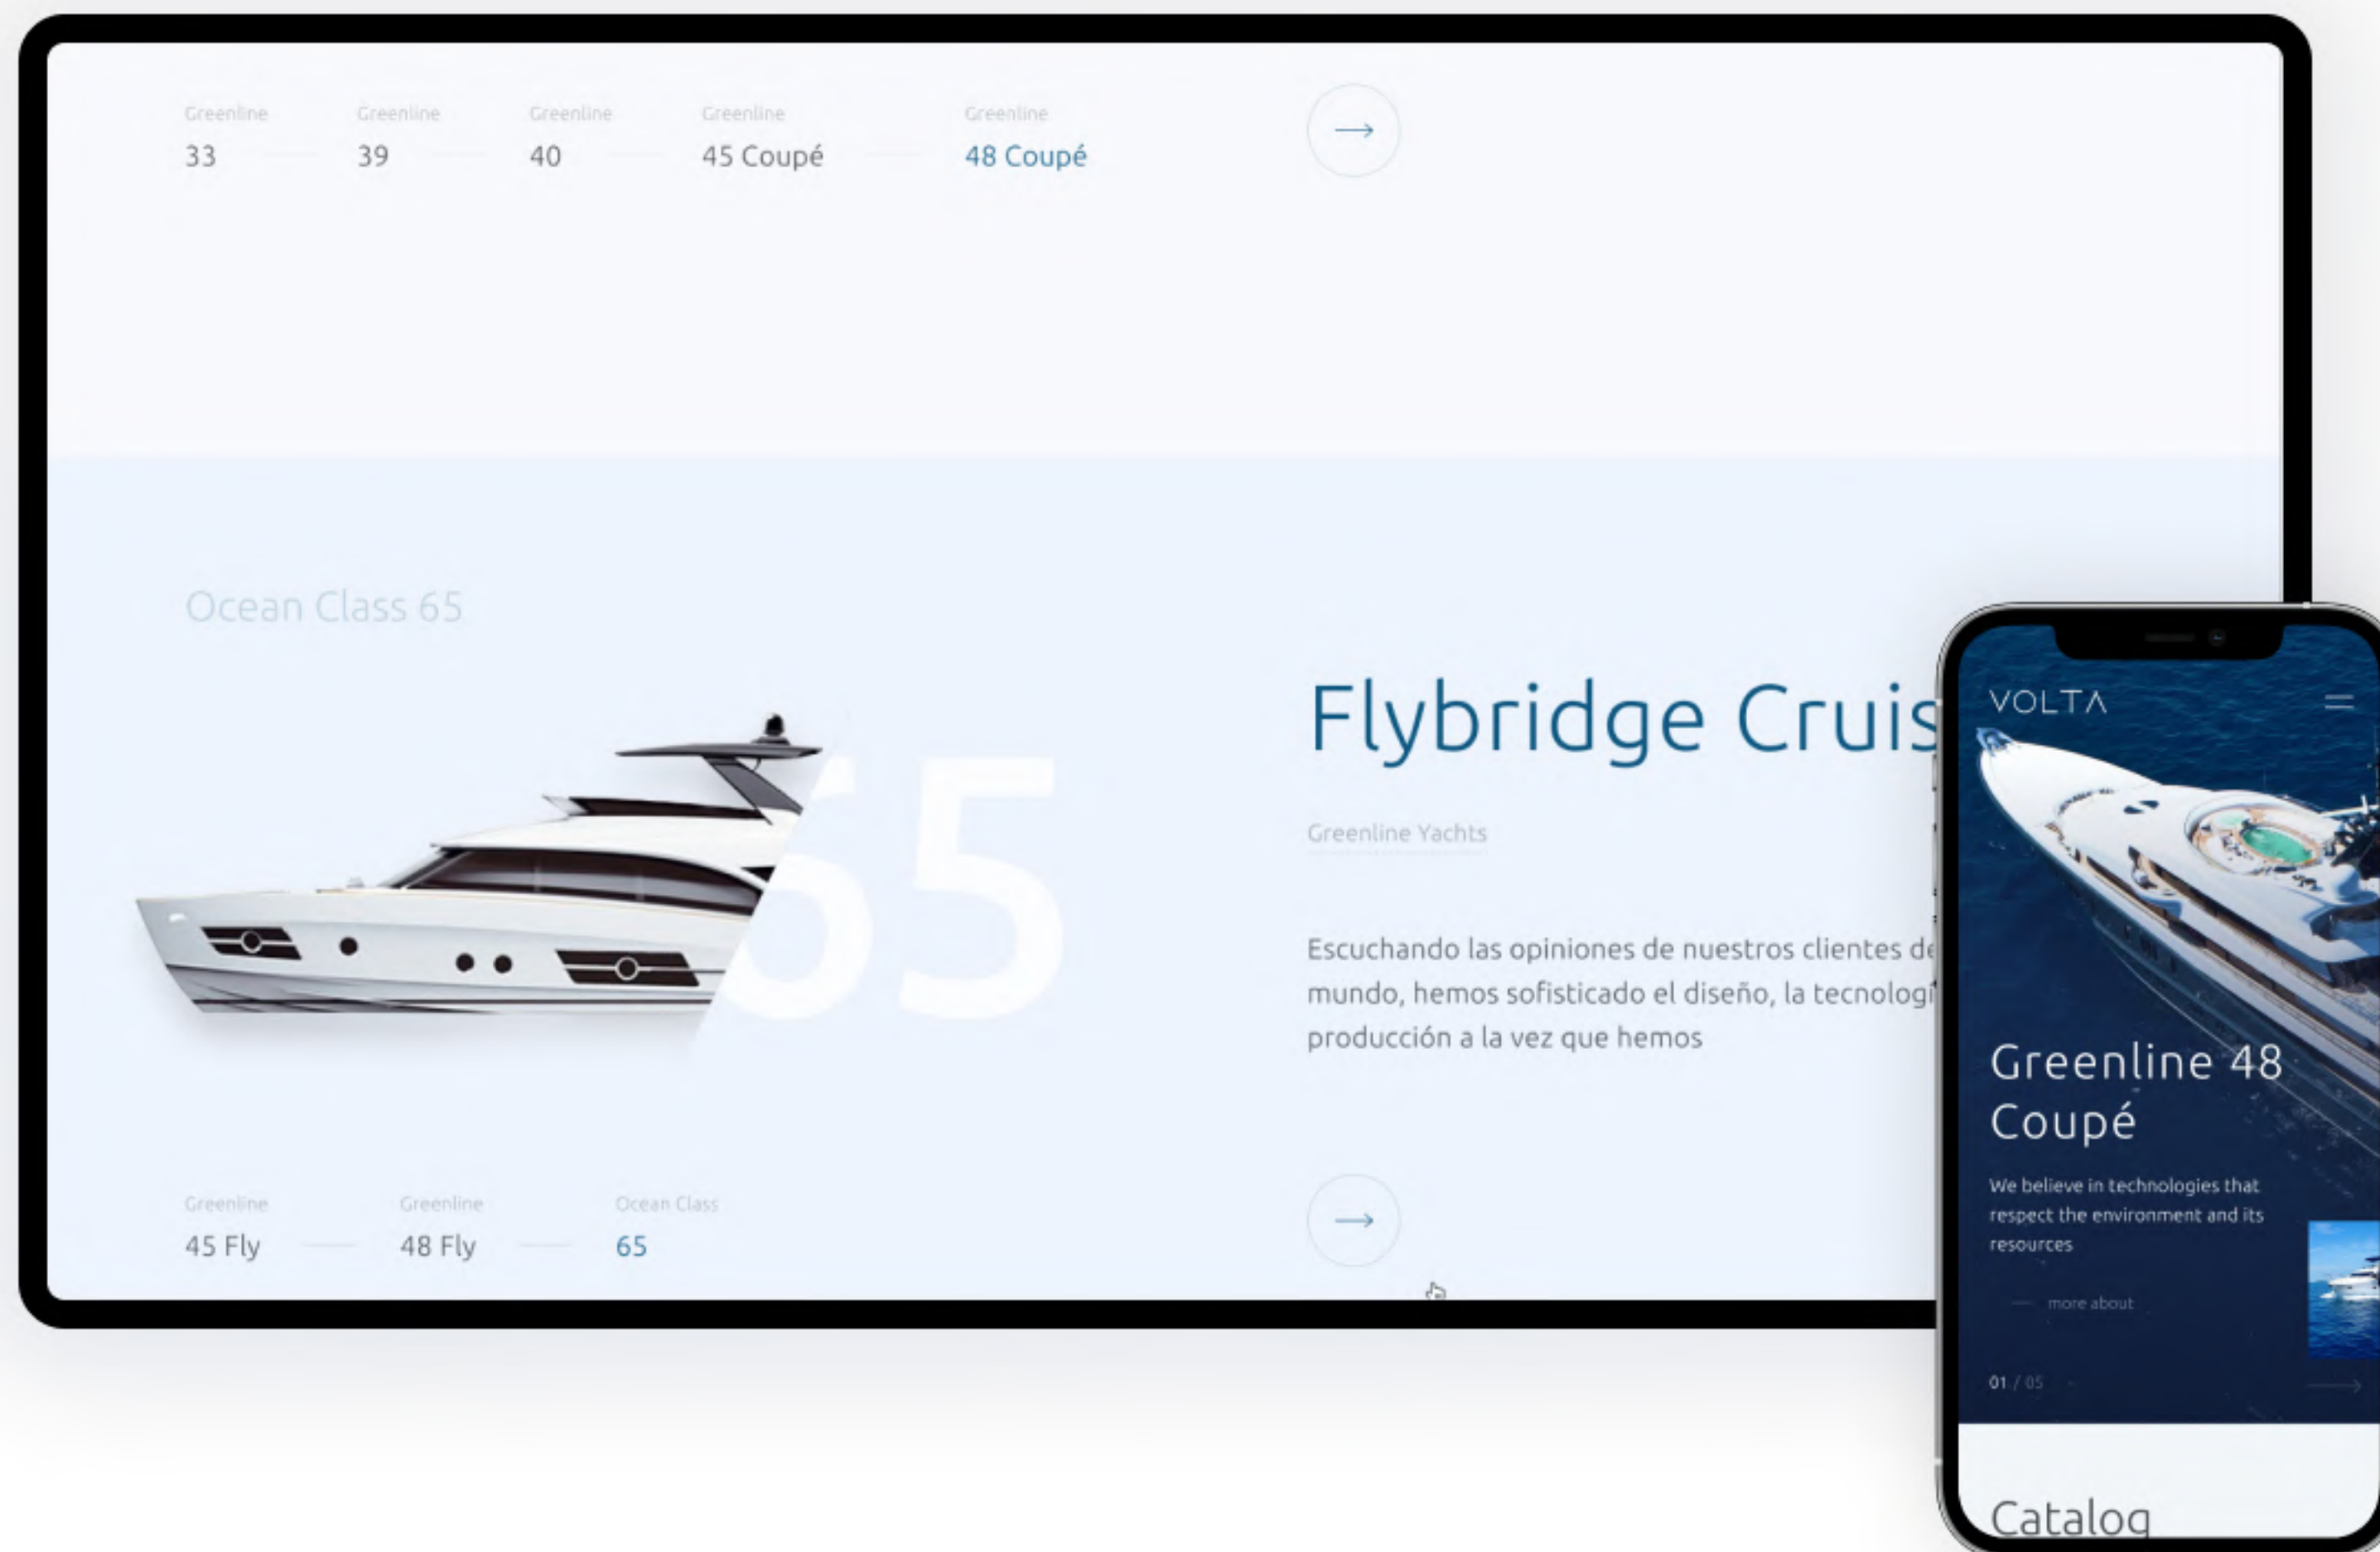 Greenline Greenline Greenline Greenline Greenline
33 39 40 45 Coupé 48 Coupé
Ocean Class 65
65
Flybridge Cruis
Greenline Yachts
Escuchando las opiniones de nuestros clientes de
mundo, hemos sofisticado el diseño, la tecnologí
producción a la vez que hemos
Greenline Greenline Ocean Class
45 Fly 48 Fly 65
VOLTA
Greenline 48
Coupé
We believe in technologies that
respect the environment and its
resources
more about
01 / 05
Catalog